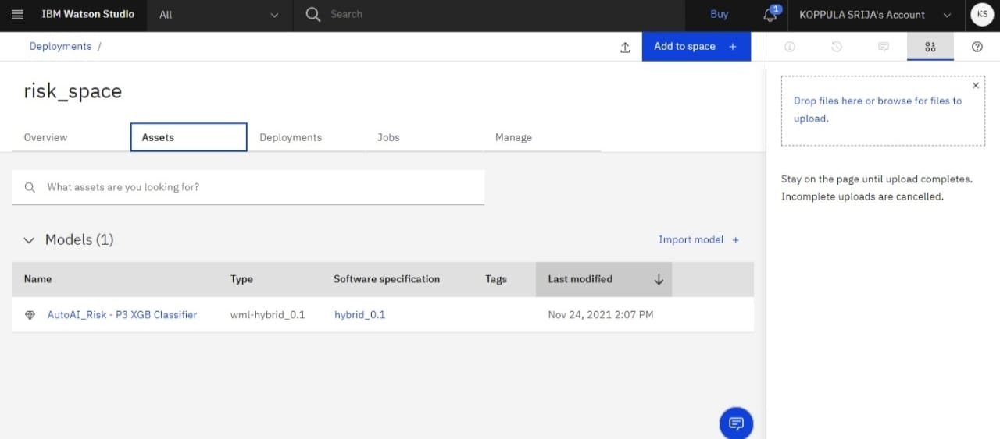 IBM Watson Studio
All
Search
Buy
1
KOPPULA SRIJA's Account
KS
Deployments /
Add to space +
risk_space
Overview
Assets
Deployments
Jobs
Manage
What assets are you looking for?
Models (1)
Import model +
Name Type Software specification Tags Last modified
AutoAI_Risk - P3 XGB Classifier wml-hybrid_0.1 hybrid_0.1 Nov 24, 2021 2:07 PM
Drop files here or browse for files to
upload.
Stay on the page until upload completes.
Incomplete uploads are cancelled.